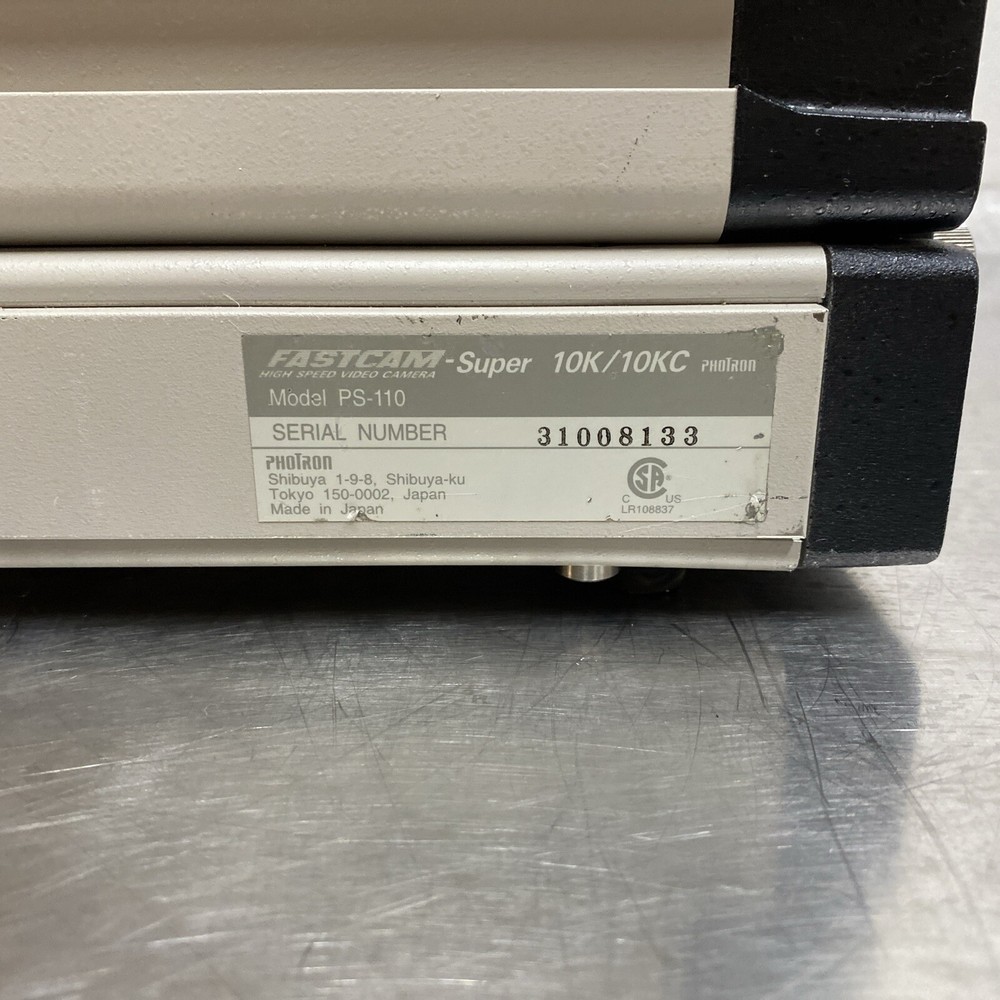 FASTCAM-Super 10K/10KC PHOTRON
HIGH SPEED VIDEO CAMERA
Model PS-110
SERIAL NUMBER 31008133
PHOTRON
Shibuya 1-9-8, Shibuya-ku
Tokyo 150-0002, Japan
Made in Japan
SA®
C US
LR108837